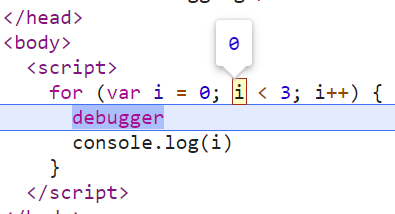 </head>
<body>
0
<script>
for (var i = 0; i < 3; i++) {
debugger
console.log(i)
}
</script>